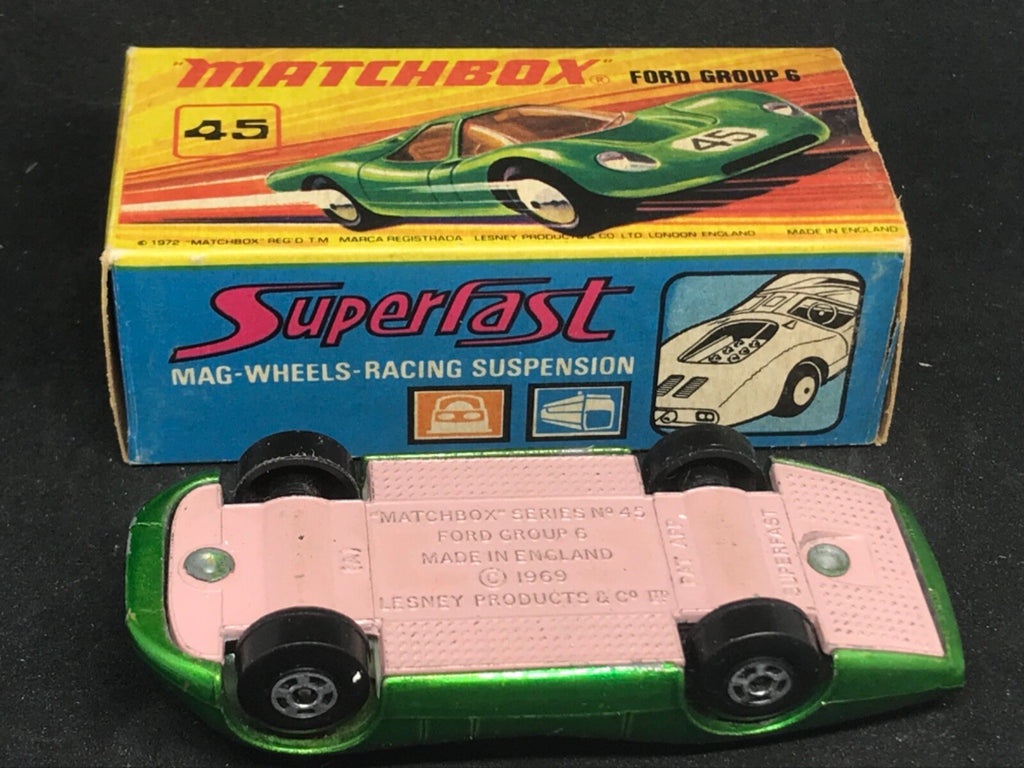 "MATCHBOX"® FORD GROUP 6
45
45
© 1972 "MATCHBOX" REG'D T.M MARCA REGISTRADA LESNEY PRODUCTS & CO. LTD. LONDON ENGLAND MADE IN ENGLAND
Superfast
MAG-WHEELS-RACING SUSPENSION
"MATCHBOX" SERIES Nº 45
FORD GROUP 6
MADE IN ENGLAND
© 1969
LESNEY PRODUCTS & Cº LTD
PAT APP
SUPERFAST